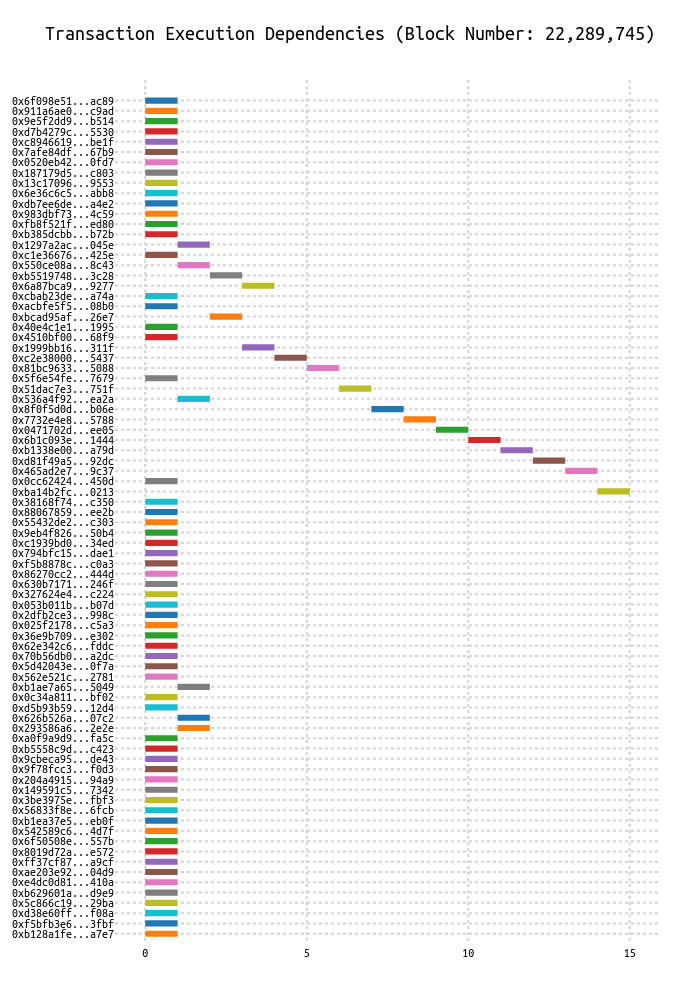 Transaction Execution Dependencies (Block Number: 22,289,745)
0x6f098e51...ac89
0x911a6ae0...c9ad
0x9e5f2dd9...b514
0xd7b4279c...5530
0xc8946619...be1f
0x7afe84df...67b9
0x0520eb42...0fd7
0x187179d5...c803
0x13c17096...9553
0x6e36c6c5...abb8
0xdb7ee6de...a4e2
0x983dbf73...4c59
0xfb8f521f...ed80
0xb385dcbb...b72b
0x1297a2ac...045e
0xc1e36676...425e
0x550ce08a...8c43
0xb5519748...3c28
0x6a87bca9...9277
0xcbab23de...a74a
0xacbfe5f5...08b0
0xbcad95af...26e7
0x40e4c1e1...1995
0x4510bf00...68f9
0x1999bb16...311f
0xc2e38000...5437
0x81bc9633...5088
0x5f6e54fe...7679
0x51dac7e3...751f
0x536a4f92...ea2a
0x8f0f5d0d...b06e
0x7732e4e8...5788
0x0471702d...ee05
0x6b1c093e...1444
0xb1338e00...a79d
0xd81f49a5...92dc
0x465ad2e7...9c37
0x0cc62424...450d
0xba14b2fc...0213
0x38168f74...c350
0x88067859...ee2b
0x55432de2...c303
0x9eb4f826...50b4
0xc1939bd0...34ed
0x794bfc15...dae1
0xf5b8878c...c0a3
0x86270cc2...444d
0x630b7171...246f
0x327624e4...c224
0x053b011b...b07d
0x2dfb2ce3...998c
0x025f2178...c5a3
0x36e9b709...e302
0x62e342c6...fddc
0x70b56db0...a2dc
0x5d42043e...0f7a
0x562e521c...2781
0xb1ae7a65...5049
0x0c34a811...bf02
0xd5b93b59...12d4
0x626b526a...07c2
0x293586a6...2e2e
0xa0f9a9d9...fa5c
0xb5558c9d...c423
0x9cbeca95...de43
0x9f78fcc3...f0d3
0x204a4915...94a9
0x149591c5...7342
0x3be3975e...fbf3
0x56833f8e...6fcb
0xb1ea37e5...eb0f
0x542589c6...4d7f
0x6f50508e...557b
0x8019d72a...e572
0xff37cf87...a9cf
0xae203e92...04d9
0xe4dc0d81...410a
0xb629601a...d9e9
0x5c866c19...29ba
0xd38e60ff...f08a
0xf5bfb3e6...3fbf
0xb128a1fe...a7e7
0 5 10 15